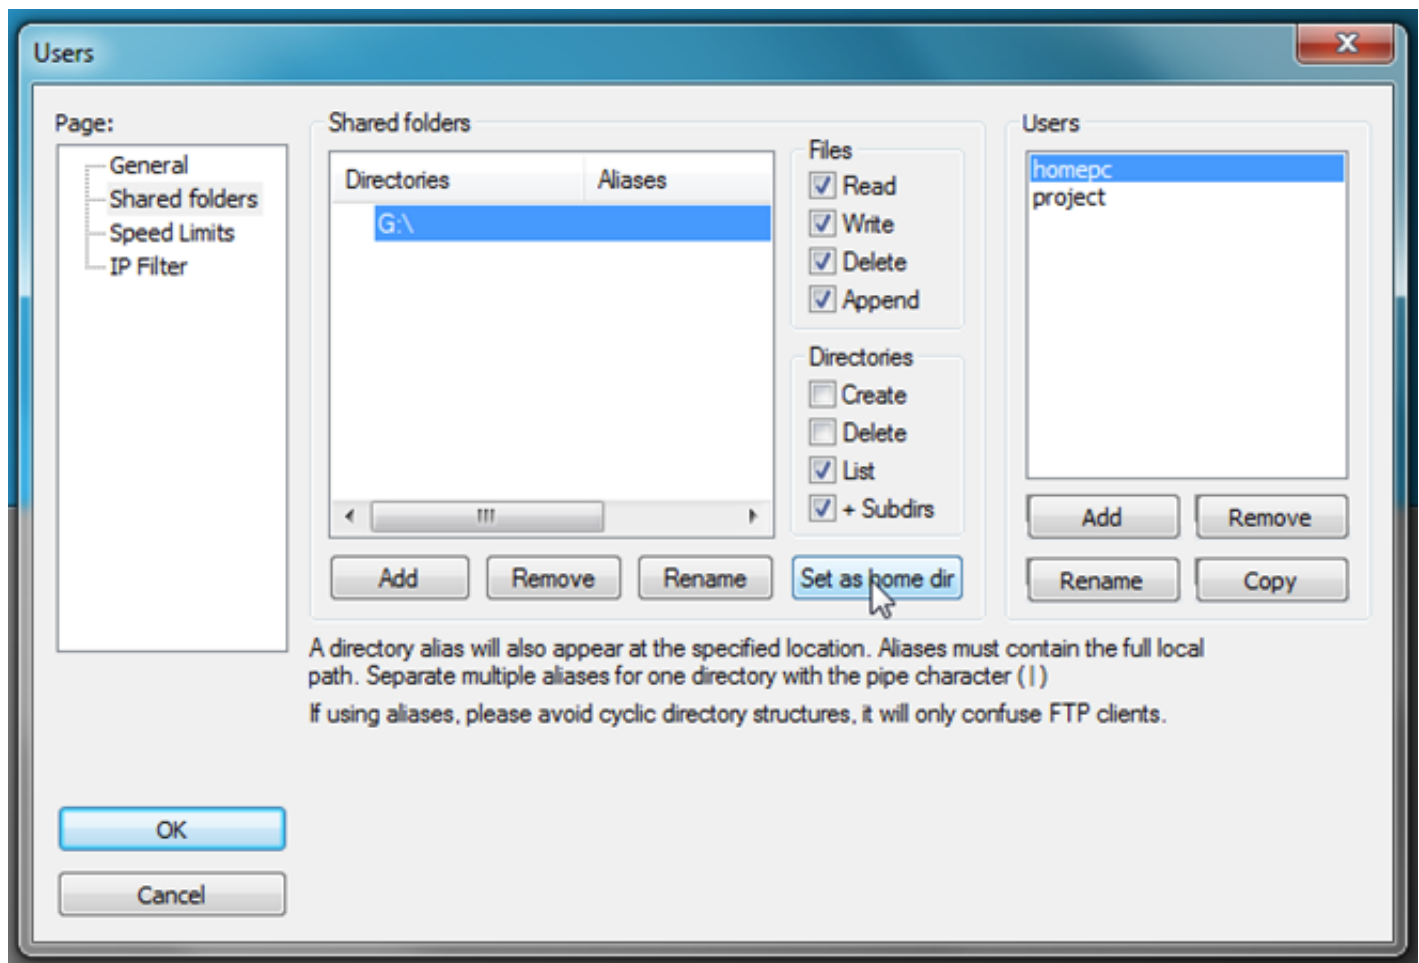 Users
Page:
General
Shared folders
Speed Limits
IP Filter
Shared folders
Directories Aliases
G:\
Add Remove Rename Set as home dir
Files
Read
Write
Delete
Append
Directories
Create
Delete
List
+ Subdirs
Users
homepc
project
Add Remove
Rename Copy
A directory alias will also appear at the specified location. Aliases must contain the full local
path. Separate multiple aliases for one directory with the pipe character (|)
If using aliases, please avoid cyclic directory structures, it will only confuse FTP clients.
OK
Cancel